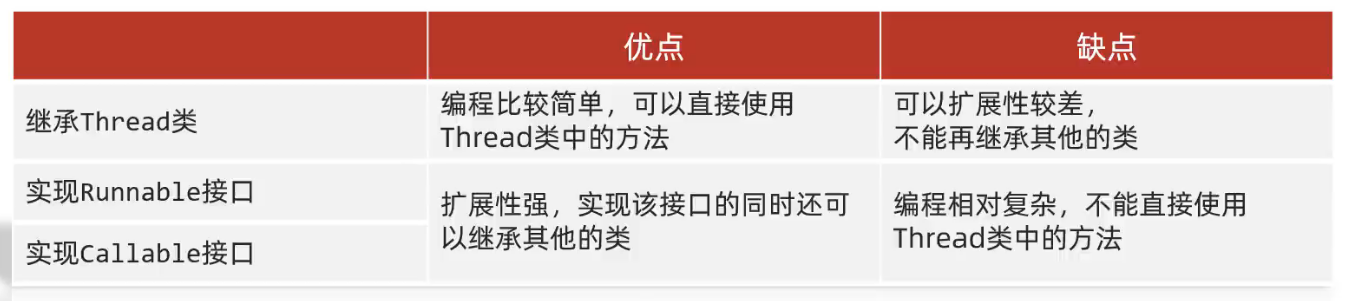 优点
缺点
继承Thread类
编程比较简单，可以直接使用
Thread类中的方法
可以扩展性较差，
不能再继承其他的类
实现Runnable接口
实现Callable接口
扩展性强，实现该接口的同时还可
以继承其他的类
编程相对复杂，不能直接使用
Thread类中的方法